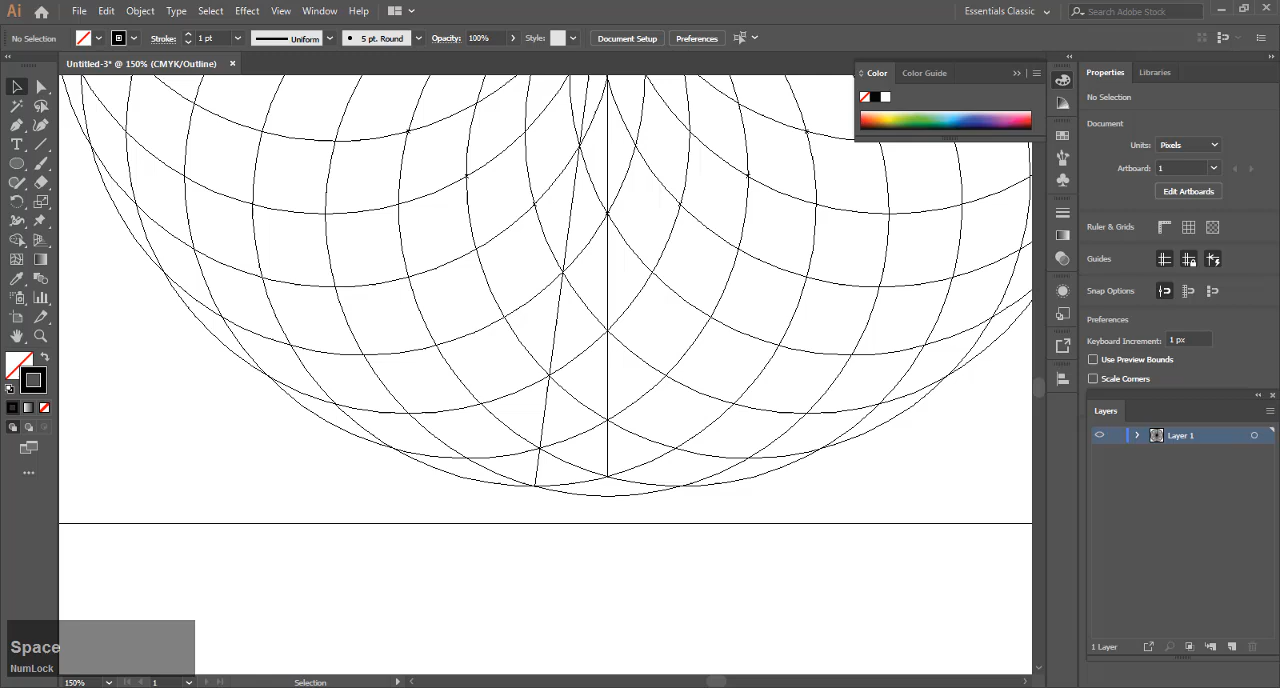 Ai File Edit Object Type Select Effect View Window Help Essentials Classic Search Adobe Stock
No Selection Stroke: 1 pt Uniform 5 pt. Round Opacity: 100% Style: Document Setup Preferences
Untitled-3* @ 150% (CMYK/Outline)
Color Color Guide
Properties Libraries
No Selection
Document
Units: Pixels
Artboard: 1
Edit Artboards
Ruler & Grids
Guides
Snap Options
Preferences
Keyboard Increment: 1 px
Use Preview Bounds
Scale Corners
Layers
Layer 1
1 Layer
Space
NumLock
150% 1 Selection